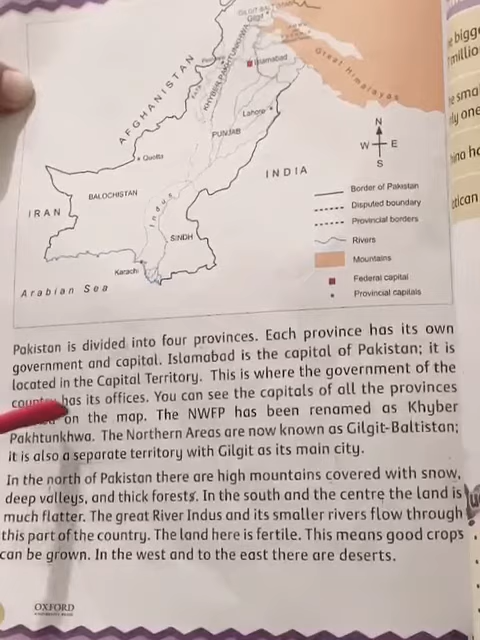 GILGIT BALTISTAN
Gilgit
KHYBER PAKHTUNKHWA
Islamabad
Great Himalayas
AFGHANISTAN
Lahore
PUNJAB
N
W E
S
Quetta
INDIA
BALOCHISTAN
Indus
IRAN
SINDH
Karachi
Arabian Sea
Border of Pakistan
Disputed boundary
Provincial borders
Rivers
Mountains
Federal capital
Provincial capitals
Pakistan is divided into four provinces. Each province has its own
government and capital. Islamabad is the capital of Pakistan; it is
located in the Capital Territory. This is where the government of the
country has its offices. You can see the capitals of all the provinces
on the map. The NWFP has been renamed as Khyber
Pakhtunkhwa. The Northern Areas are now known as Gilgit-Baltistan;
it is also a separate territory with Gilgit as its main city.
In the north of Pakistan there are high mountains covered with snow,
deep valleys, and thick forests. In the south and the centre the land is
much flatter. The great River Indus and its smaller rivers flow through
this part of the country. The land here is fertile. This means good crops
can be grown. In the west and to the east there are deserts.
OXFORD